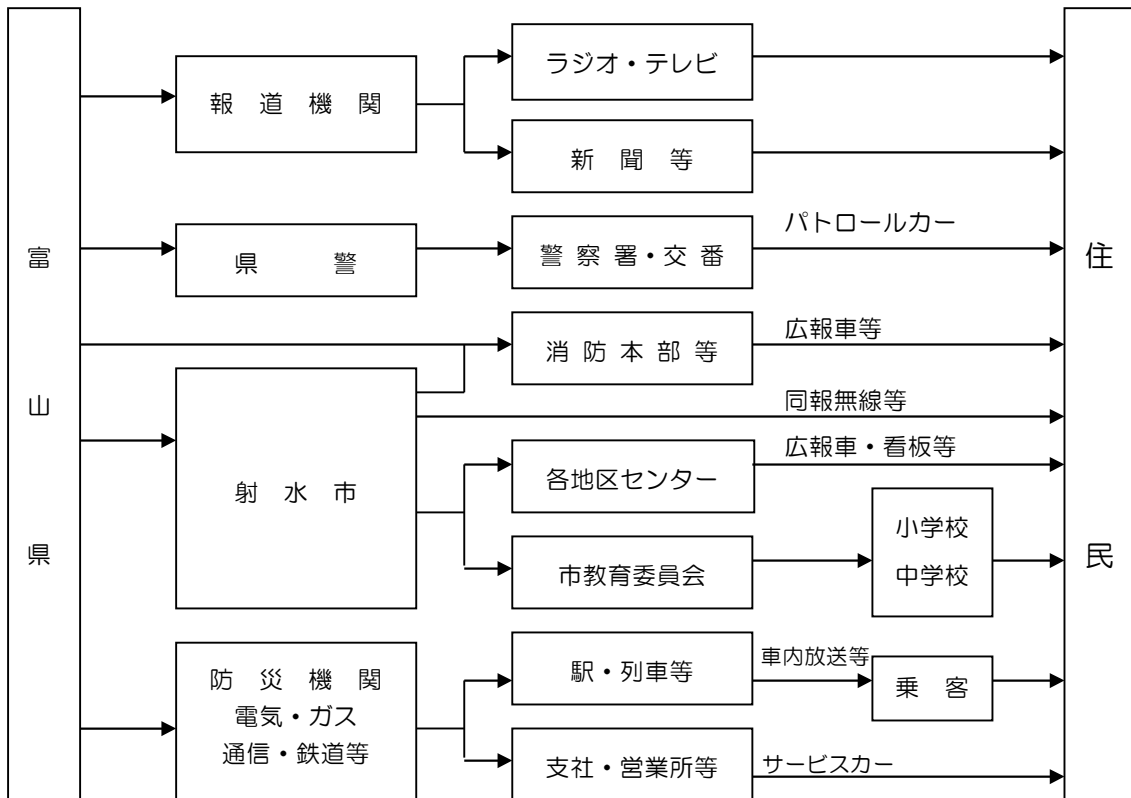 富山県
報道機関
ラジオ・テレビ
新聞等
県警
警察署・交番
パトロールカー
消防本部等
広報車等
射水市
同報無線等
各地区センター
広報車・看板等
市教育委員会
小学校
中学校
防災機関
電気・ガス
通信・鉄道等
駅・列車等
車内放送等
乗客
支社・営業所等
サービスカー
住民